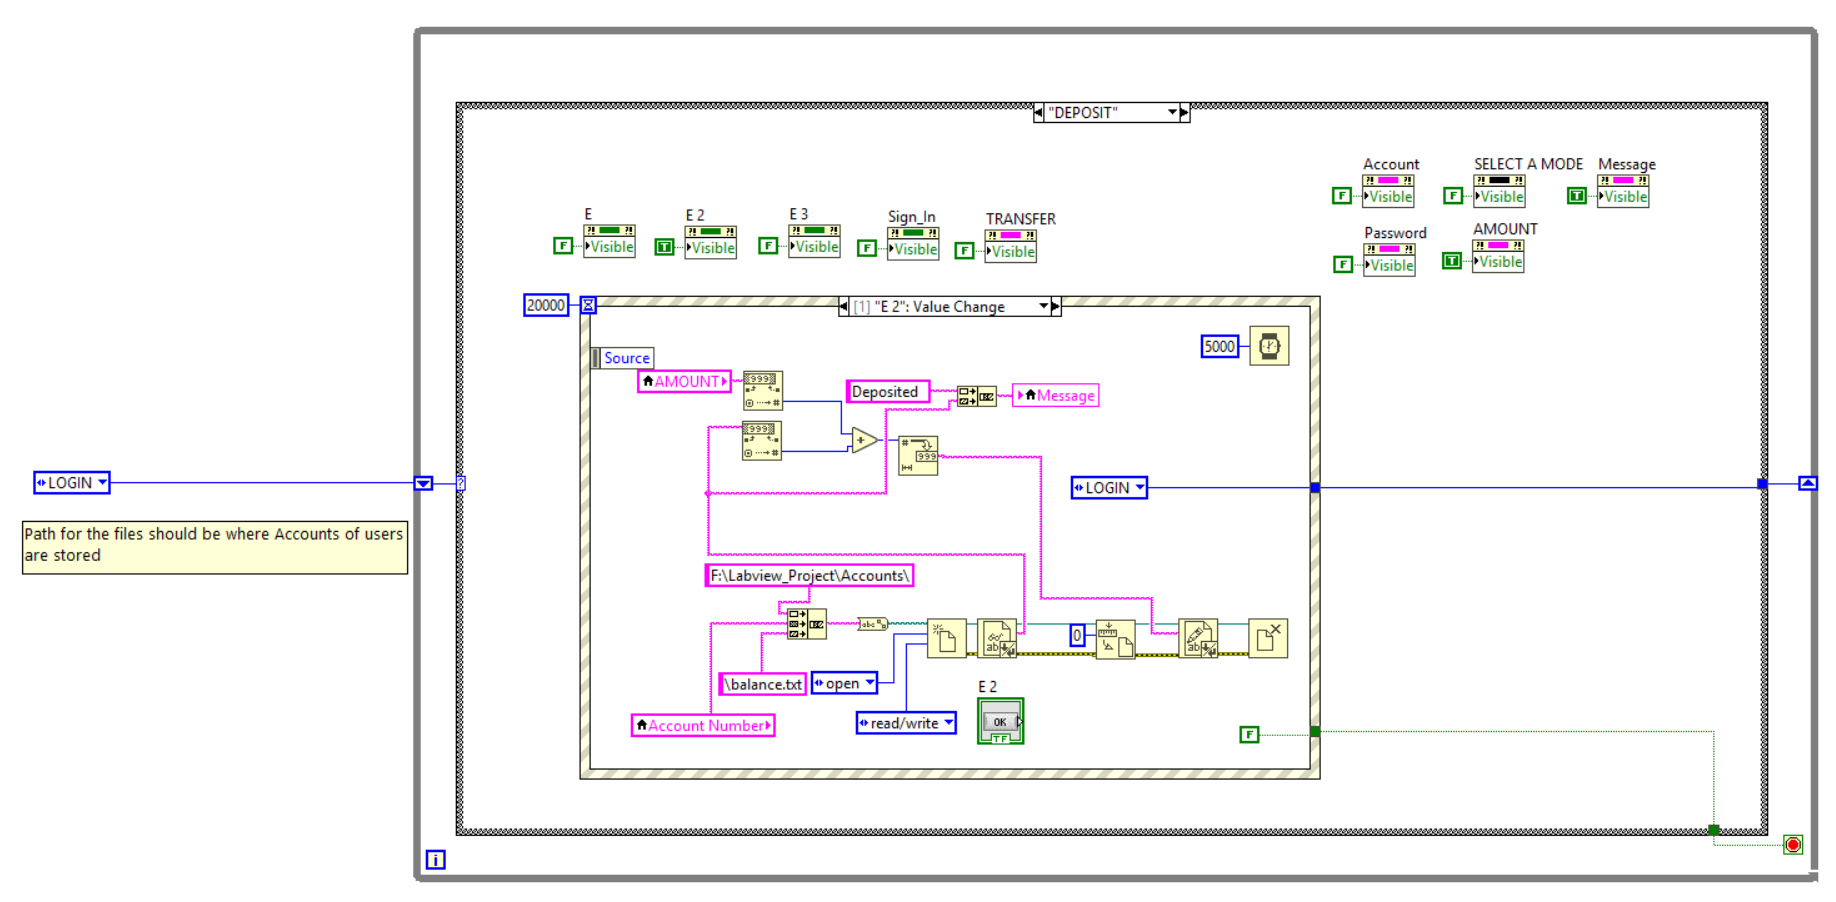 "DEPOSIT"
Account
SELECT A MODE
Message
F
Visible
F
Visible
T
Visible
E
E 2
E 3
Sign_In
TRANSFER
F
Visible
T
Visible
F
Visible
F
Visible
F
Visible
Password
AMOUNT
F
Visible
T
Visible
20000
[1] "E 2": Value Change
Source
5000
AMOUNT
Deposited
Message
LOGIN
LOGIN
Path for the files should be where Accounts of users
are stored
F:\Labview_Project\Accounts\
0
\balance.txt
open
Account Number
read/write
E 2
OK
TF
F
i